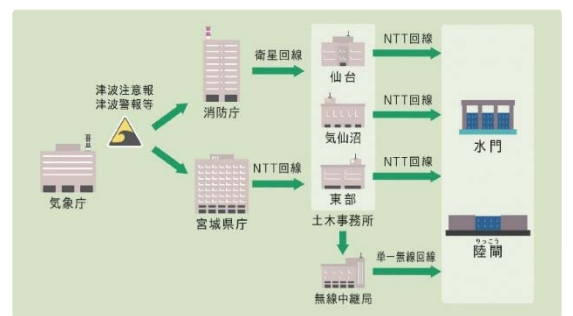 津波注意報
津波警報等
気象庁
消防庁
宮城県庁
衛星回線
NTT回線
仙台
気仙沼
東部
土木事務所
無線中継局
NTT回線
NTT回線
NTT回線
単一無線回線
水門
りっこう
陸閘